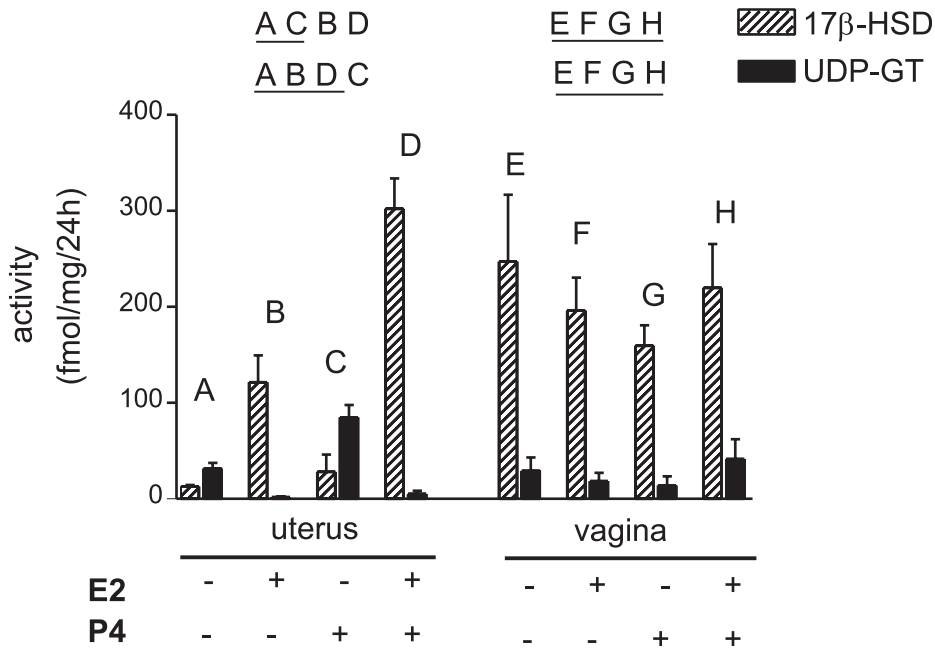 A C B D
E F G H
17β-HSD
A B D C
E F G H
UDP-GT
400
300
200
100
0
activity
(fmol/mg/24h)
A
B
C
D
E
F
G
H
uterus
vagina
E2 - + - + - + - +
P4 - - + + - - + +